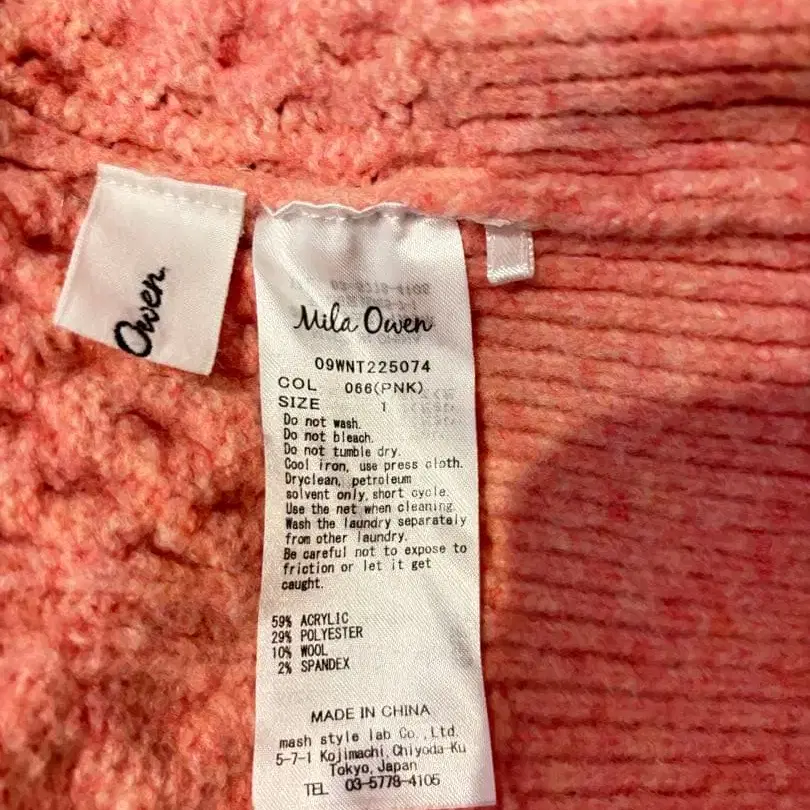 Owen
Mila Owen
09WNT225074
COL 066(PNK)
SIZE 1
Do not wash.
Do not bleach.
Do not tumble dry.
Cool iron, use press cloth.
Dryclean, petroleum
solvent only, short cycle.
Use the net when cleaning.
Wash the laundry separately
from other laundry.
Be careful not to expose to
friction or let it get
caught.
59% ACRYLIC
29% POLYESTER
10% WOOL
2% SPANDEX
MADE IN CHINA
mash style lab Co.,Ltd.
5-7-1 Kojimachi, Chiyoda-Ku
Tokyo, Japan
TEL 03-5778-4105